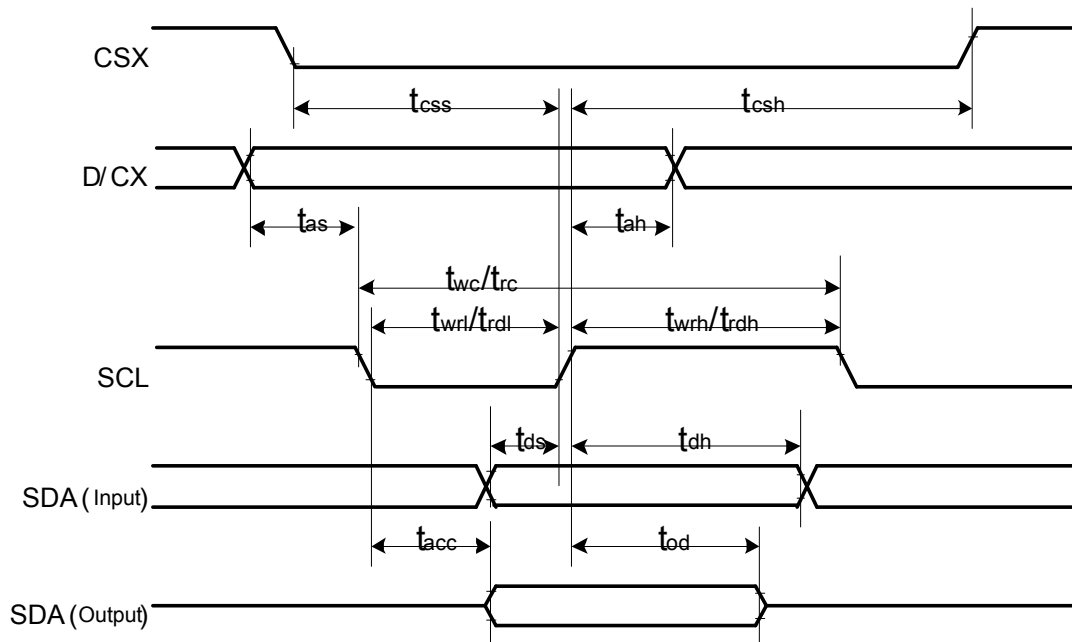 CSX
tcss tcsh
D/CX
tas tah
twc/trc
twrl/trdl twrh/trdh
SCL
tds tdh
SDA (Input)
tacc tod
SDA (Output)